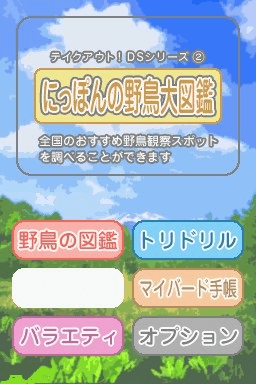 テイクアウト！DSシリーズ②
にっぽんの野鳥大図鑑
全国のおすすめ野鳥観察スポット
を調べることができます
野鳥の図鑑
トリドリル
マイバード手帳
バラエティ
オプション